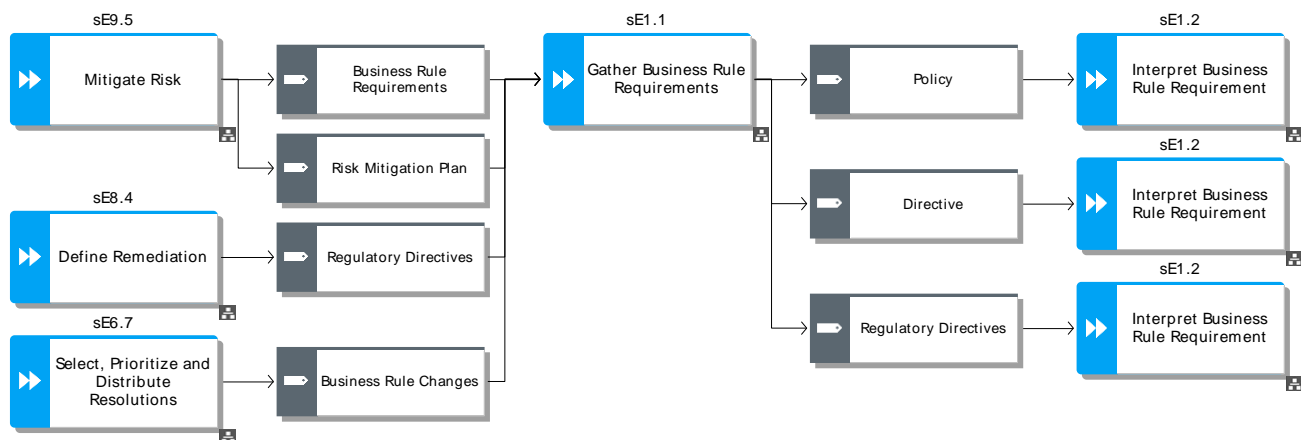 sE9.5
Mitigate Risk
Business Rule
Requirements
sE1.1
Gather Business Rule
Requirements
Policy
sE1.2
Interpret Business
Rule Requirement
Risk Mitigation Plan
sE8.4
Define Remediation
Regulatory Directives
Directive
sE1.2
Interpret Business
Rule Requirement
sE6.7
Select, Prioritize and
Distribute
Resolutions
Business Rule Changes
Regulatory Directives
sE1.2
Interpret Business
Rule Requirement